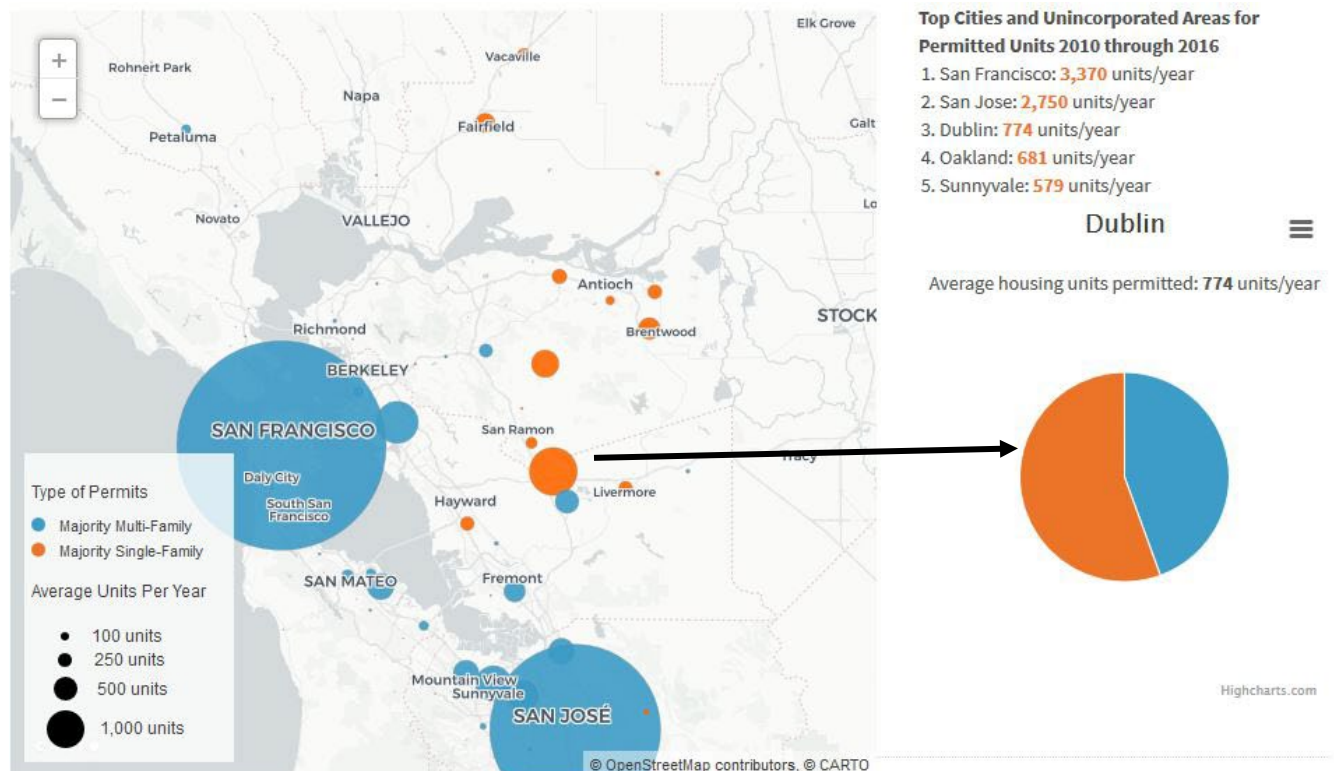 +
−
Rohnert Park
Napa
Vacaville
Elk Grove
Petaluma
Fairfield
Galt
Novato
VALLEJO
Lo
Antioch
Richmond
Brentwood
STOCK
BERKELEY
SAN FRANCISCO
San Ramon
Tracy
Daly City
South San
Francisco
Hayward
Livermore
SAN MATEO
Fremont
Mountain View
Sunnyvale
SAN JOSÉ
Type of Permits
Majority Multi-Family
Majority Single-Family
Average Units Per Year
100 units
250 units
500 units
1,000 units
© OpenStreetMap contributors, © CARTO
Top Cities and Unincorporated Areas for
Permitted Units 2010 through 2016
1. San Francisco: 3,370 units/year
2. San Jose: 2,750 units/year
3. Dublin: 774 units/year
4. Oakland: 681 units/year
5. Sunnyvale: 579 units/year
Dublin
Average housing units permitted: 774 units/year
Highcharts.com